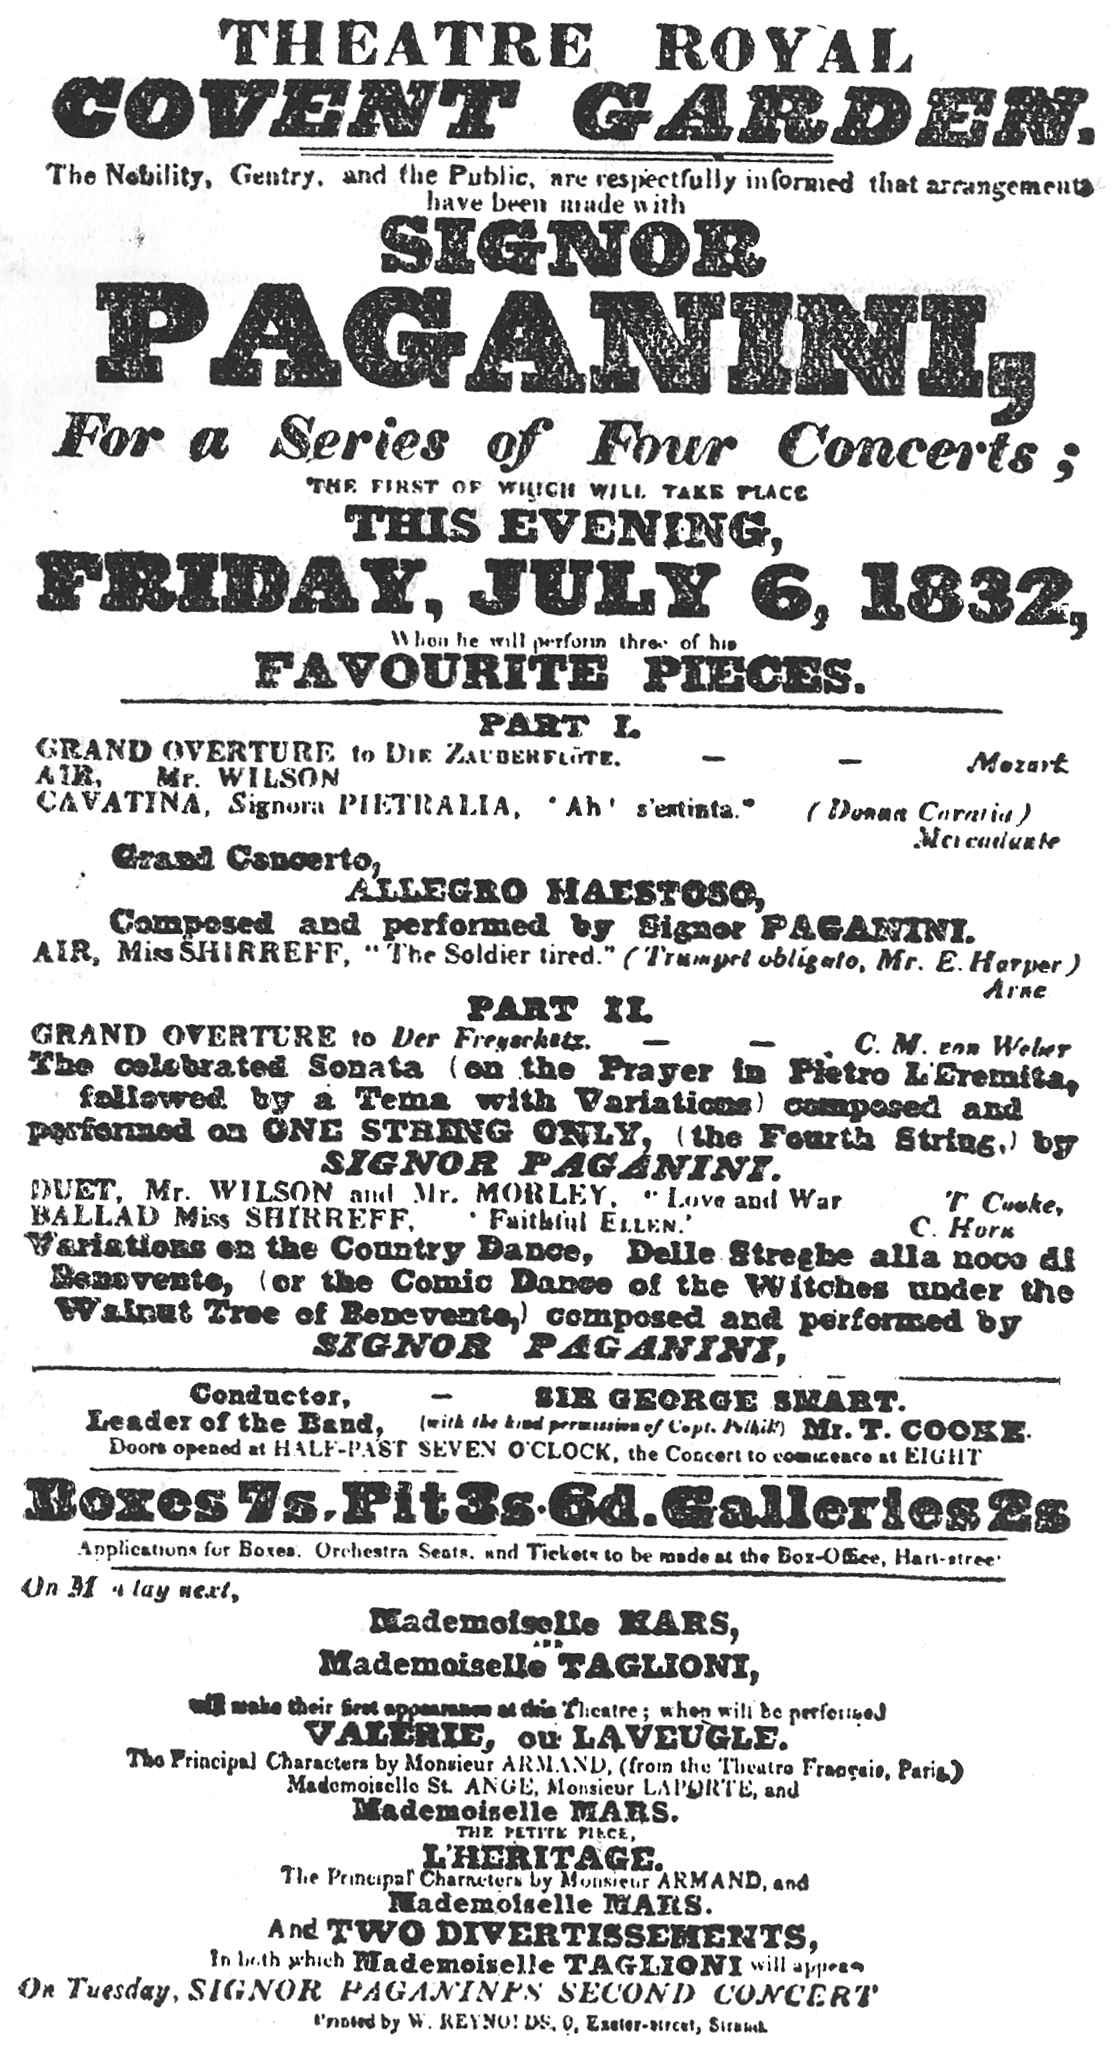 THEATRE ROYAL
COVENT GARDEN.
The Nobility, Gentry, and the Public, are respectfully informed that arrangements
have been made with
SIGNOR
PAGANINI,
For a Series of Four Concerts;
THE FIRST OF WHICH WILL TAKE PLACE
THIS EVENING,
FRIDAY, JULY 6, 1832,
When he will perform three of his
FAVOURITE PIECES.
PART I.
GRAND OVERTURE to DIE ZAUBERFLÖTE. — — Mozart
AIR, Mr. WILSON
CAVATINA, Signora PIETRALIA, "Ah! s'estinta." (Donna Caratia)
Mercadante
Grand Concerto,
ALLEGRO MAESTOSO,
Composed and performed by Signor PAGANINI.
AIR, Miss SHIRREFF, "The Soldier tired." (Trumpet obligato, Mr. E. Harper)
Arne
PART II.
GRAND OVERTURE to Der Freyschutz. — — C. M. von Weber
The celebrated Sonata (on the Prayer in Pietro L'Eremita,
followed by a Tema with Variations) composed and
performed on ONE STRING ONLY, (the Fourth String,) by
SIGNOR PAGANINI.
DUET, Mr. WILSON and Mr. MORLEY, "Love and War T Cooke,
BALLAD Miss SHIRREFF, 'Faithful ELLEN.' C. Horn
Variations on the Country Dance, Delle Streghe alla noce di
Benevente, (or the Comic Dance of the Witches under the
Walnut Tree of Benevente,) composed and performed by
SIGNOR PAGANINI,
Conductor, — SIR GEORGE SMART.
Leader of the Band, (with the kind permission of Capt. Polhill) Mr. T. COOKE.
Doors opened at HALF-PAST SEVEN O'CLOCK, the Concert to commence at EIGHT
Boxes 7s. Pit 3s. 6d. Galleries 2s
Applications for Boxes, Orchestra Seats, and Tickets to be made at the Box-Office, Hart-street
On M day next,
Mademoiselle MARS,
AND
Mademoiselle TAGLIONI,
will make their first appearance at this Theatre; when will be performed
VALERIE, ou LAVEUGLE.
The Principal Characters by Monsieur ARMAND, (from the Theatre Français, Paris,)
Mademoiselle St. ANGE, Monsieur LAPORTE, and
Mademoiselle MARS.
THE PETITE PIECE,
L'HERITAGE.
The Principal Characters by Monsieur ARMAND, and
Mademoiselle MARS.
And TWO DIVERTISSEMENTS,
In both which Mademoiselle TAGLIONI will appear
On Tuesday, SIGNOR PAGANINI'S SECOND CONCERT
Printed by W. REYNOLDS, 9, Exeter-street, Strand.